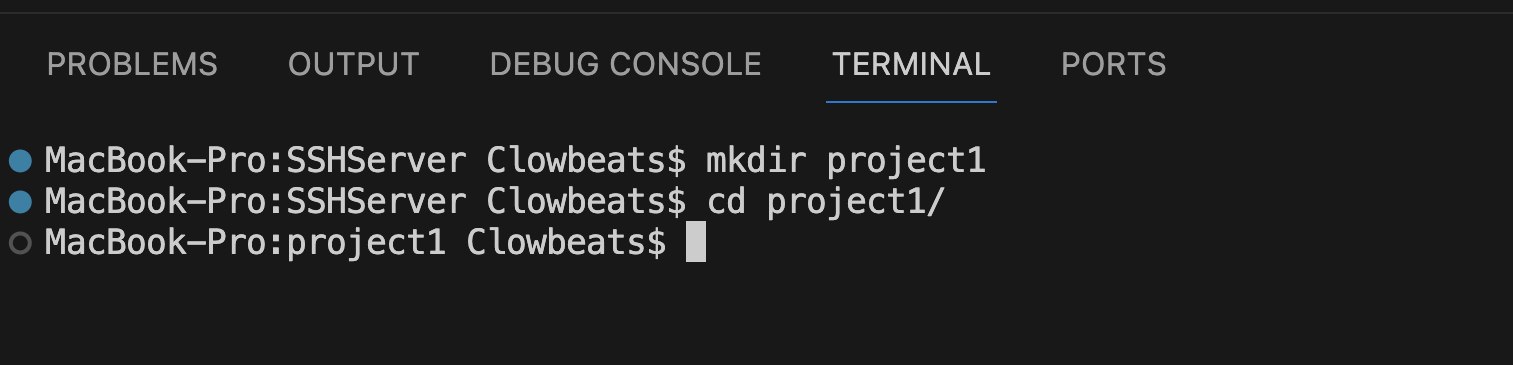 PROBLEMS OUTPUT DEBUG CONSOLE TERMINAL PORTS
MacBook-Pro:SSHServer Clowbeats$ mkdir project1
MacBook-Pro:SSHServer Clowbeats$ cd project1/
MacBook-Pro:project1 Clowbeats$